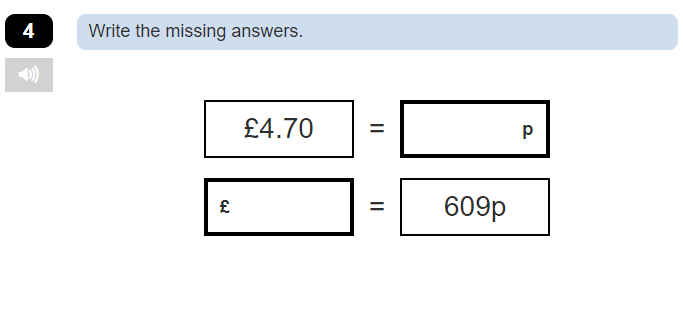 4 Write the missing answers.
£4.70 = p
£ = 609p